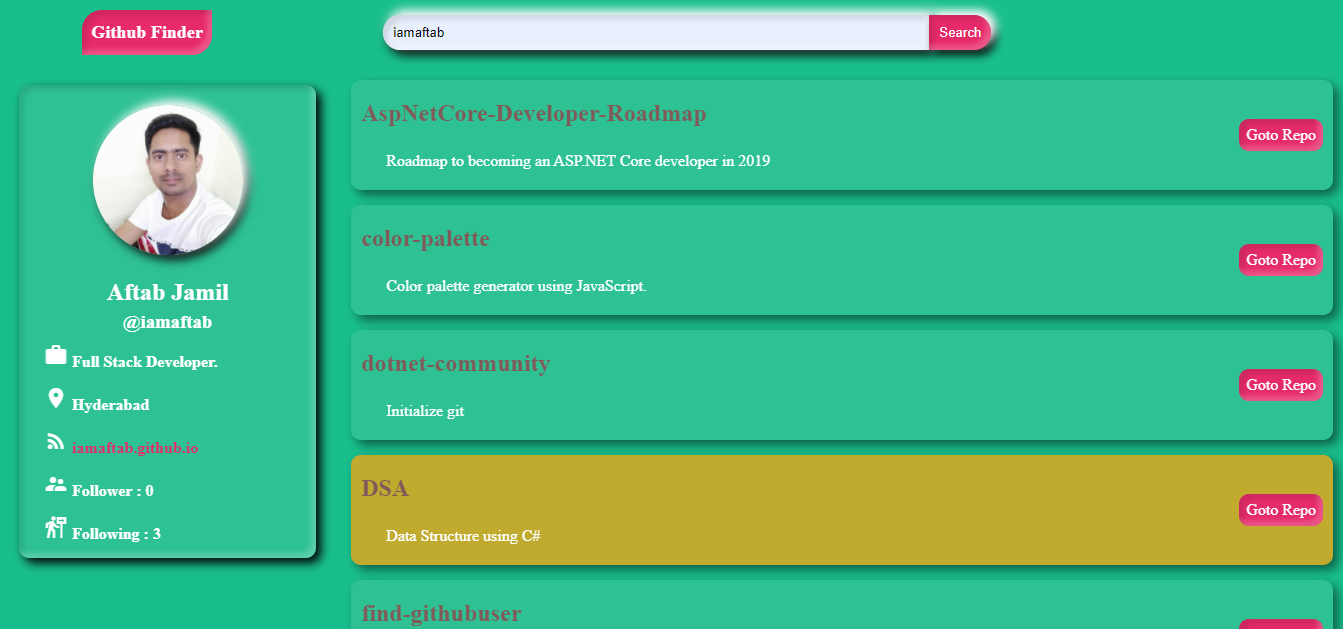 Github Finder
iamaftab
Search
Aftab Jamil
@iamaftab
Full Stack Developer.
Hyderabad
iamaftab.github.io
Follower : 0
Following : 3
AspNetCore-Developer-Roadmap
Roadmap to becoming an ASP.NET Core developer in 2019
Goto Repo
color-palette
Color palette generator using JavaScript.
Goto Repo
dotnet-community
Initialize git
Goto Repo
DSA
Data Structure using C#
Goto Repo
find-githubuser